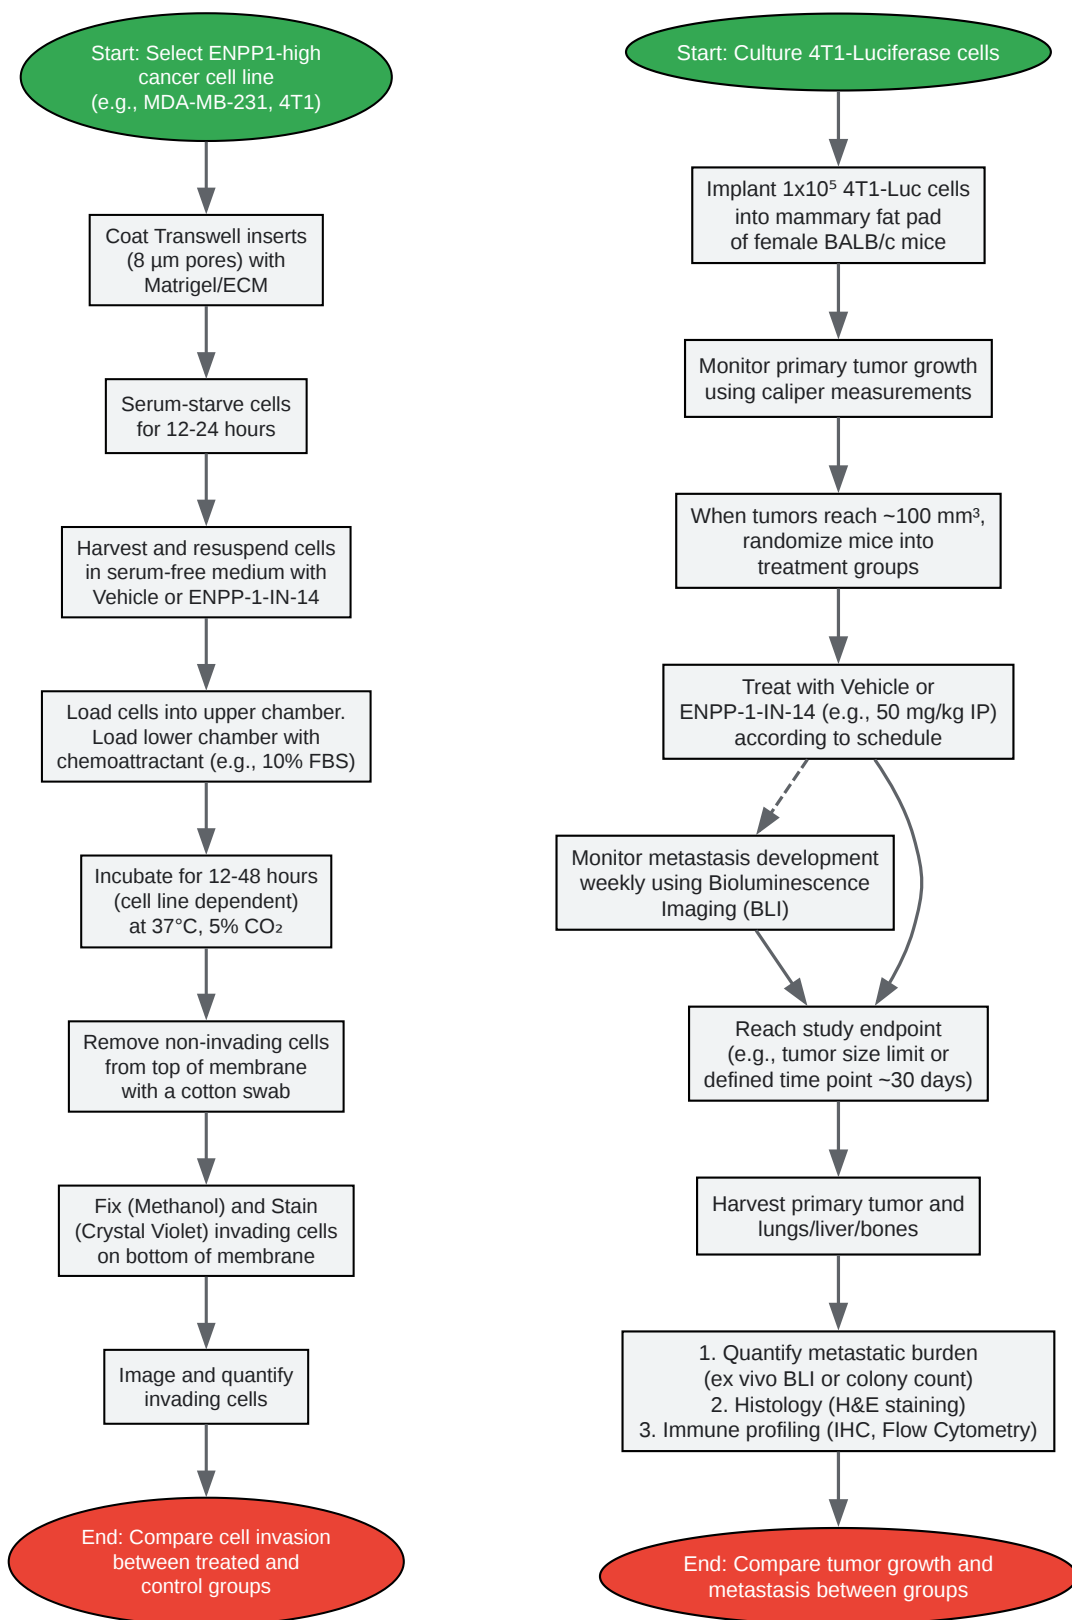 Start: Select ENPP1-high
cancer cell line
(e.g., MDA-MB-231, 4T1)
Coat Transwell inserts
(8 µm pores) with
Matrigel/ECM
Serum-starve cells
for 12-24 hours
Harvest and resuspend cells
in serum-free medium with
Vehicle or ENPP-1-IN-14
Load cells into upper chamber.
Load lower chamber with
chemoattractant (e.g., 10% FBS)
Incubate for 12-48 hours
(cell line dependent)
at 37°C, 5% CO₂
Remove non-invading cells
from top of membrane
with a cotton swab
Fix (Methanol) and Stain
(Crystal Violet) invading cells
on bottom of membrane
Image and quantify
invading cells
End: Compare cell invasion
between treated and
control groups
Start: Culture 4T1-Luciferase cells
Implant 1x10⁵ 4T1-Luc cells
into mammary fat pad
of female BALB/c mice
Monitor primary tumor growth
using caliper measurements
When tumors reach ~100 mm³,
randomize mice into
treatment groups
Treat with Vehicle or
ENPP-1-IN-14 (e.g., 50 mg/kg IP)
according to schedule
Monitor metastasis development
weekly using Bioluminescence
Imaging (BLI)
Reach study endpoint
(e.g., tumor size limit or
defined time point ~30 days)
Harvest primary tumor and
lungs/liver/bones
1. Quantify metastatic burden
(ex vivo BLI or colony count)
2. Histology (H&E staining)
3. Immune profiling (IHC, Flow Cytometry)
End: Compare tumor growth and
metastasis between groups